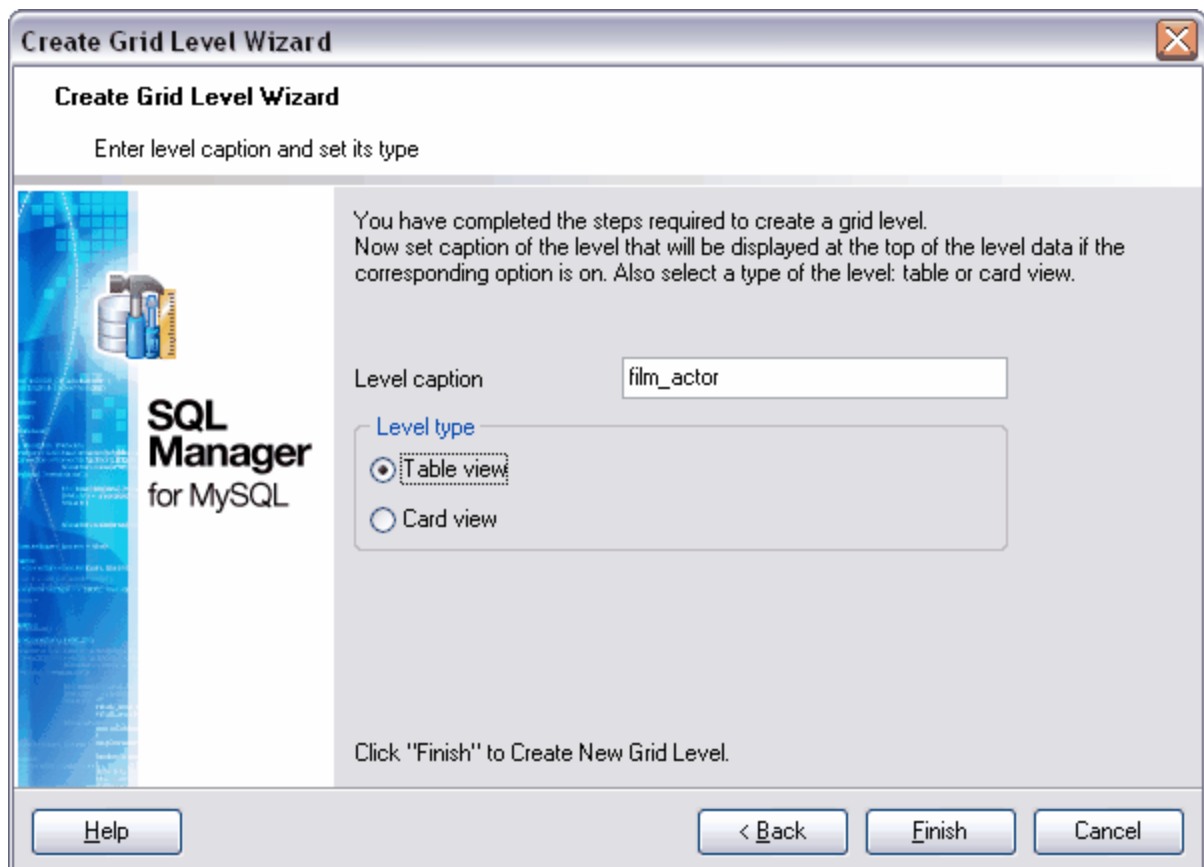 Create Grid Level Wizard
Create Grid Level Wizard
Enter level caption and set its type
You have completed the steps required to create a grid level.
Now set caption of the level that will be displayed at the top of the level data if the
corresponding option is on. Also select a type of the level: table or card view.
SQL
Manager
for MySQL
Level caption
film_actor
Level type
Table view
Card view
Click "Finish" to Create New Grid Level.
Help
< Back
Finish
Cancel